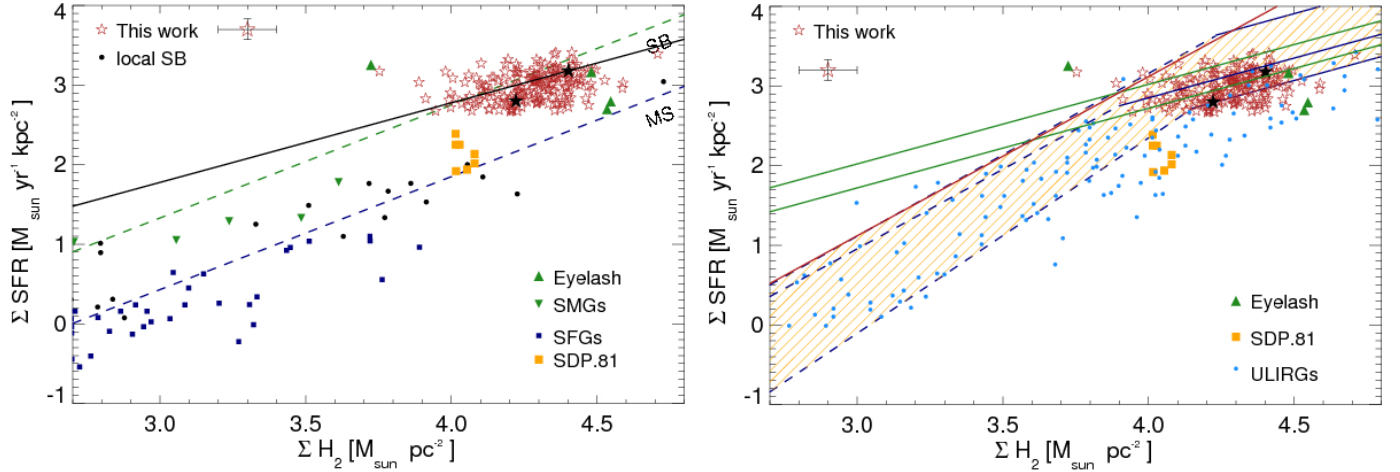 This work
local SB
SB
MS
Eyelash
SMGs
SFGs
SDP.81
4
3
2
1
0
-1
3.0 3.5 4.0 4.5
Σ SFR [M_sun yr^-1 kpc^-2]
Σ H_2 [M_sun pc^-2]
This work
Eyelash
SDP.81
ULIRGs
4
3
2
1
0
-1
3.0 3.5 4.0 4.5
Σ SFR [M_sun yr^-1 kpc^-2]
Σ H_2 [M_sun pc^-2]